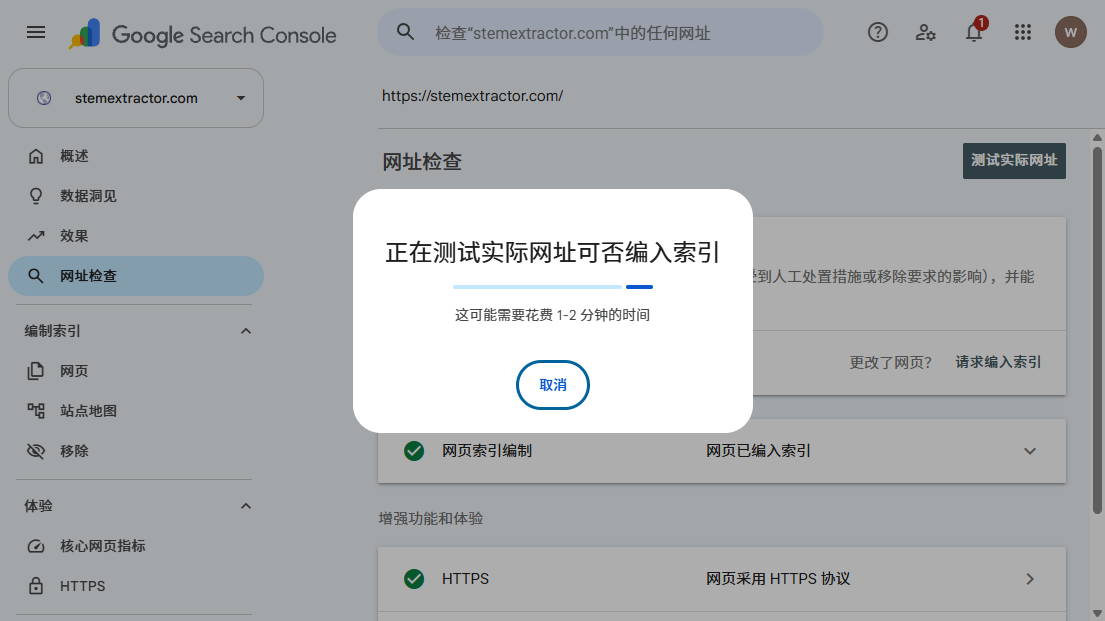 Google Search Console
检查“stemextractor.com”中的任何网址
1
W
stemextractor.com
https://stemextractor.com/
概述
数据洞见
效果
网址检查
编制索引
网页
站点地图
移除
体验
核心网页指标
HTTPS
网址检查
测试实际网址
到人工处置措施或移除要求的影响)，并能
更改了网页？
请求编入索引
正在测试实际网址可否编入索引
这可能需要花费 1-2 分钟的时间
取消
网页索引编制
网页已编入索引
增强功能和体验
HTTPS
网页采用 HTTPS 协议